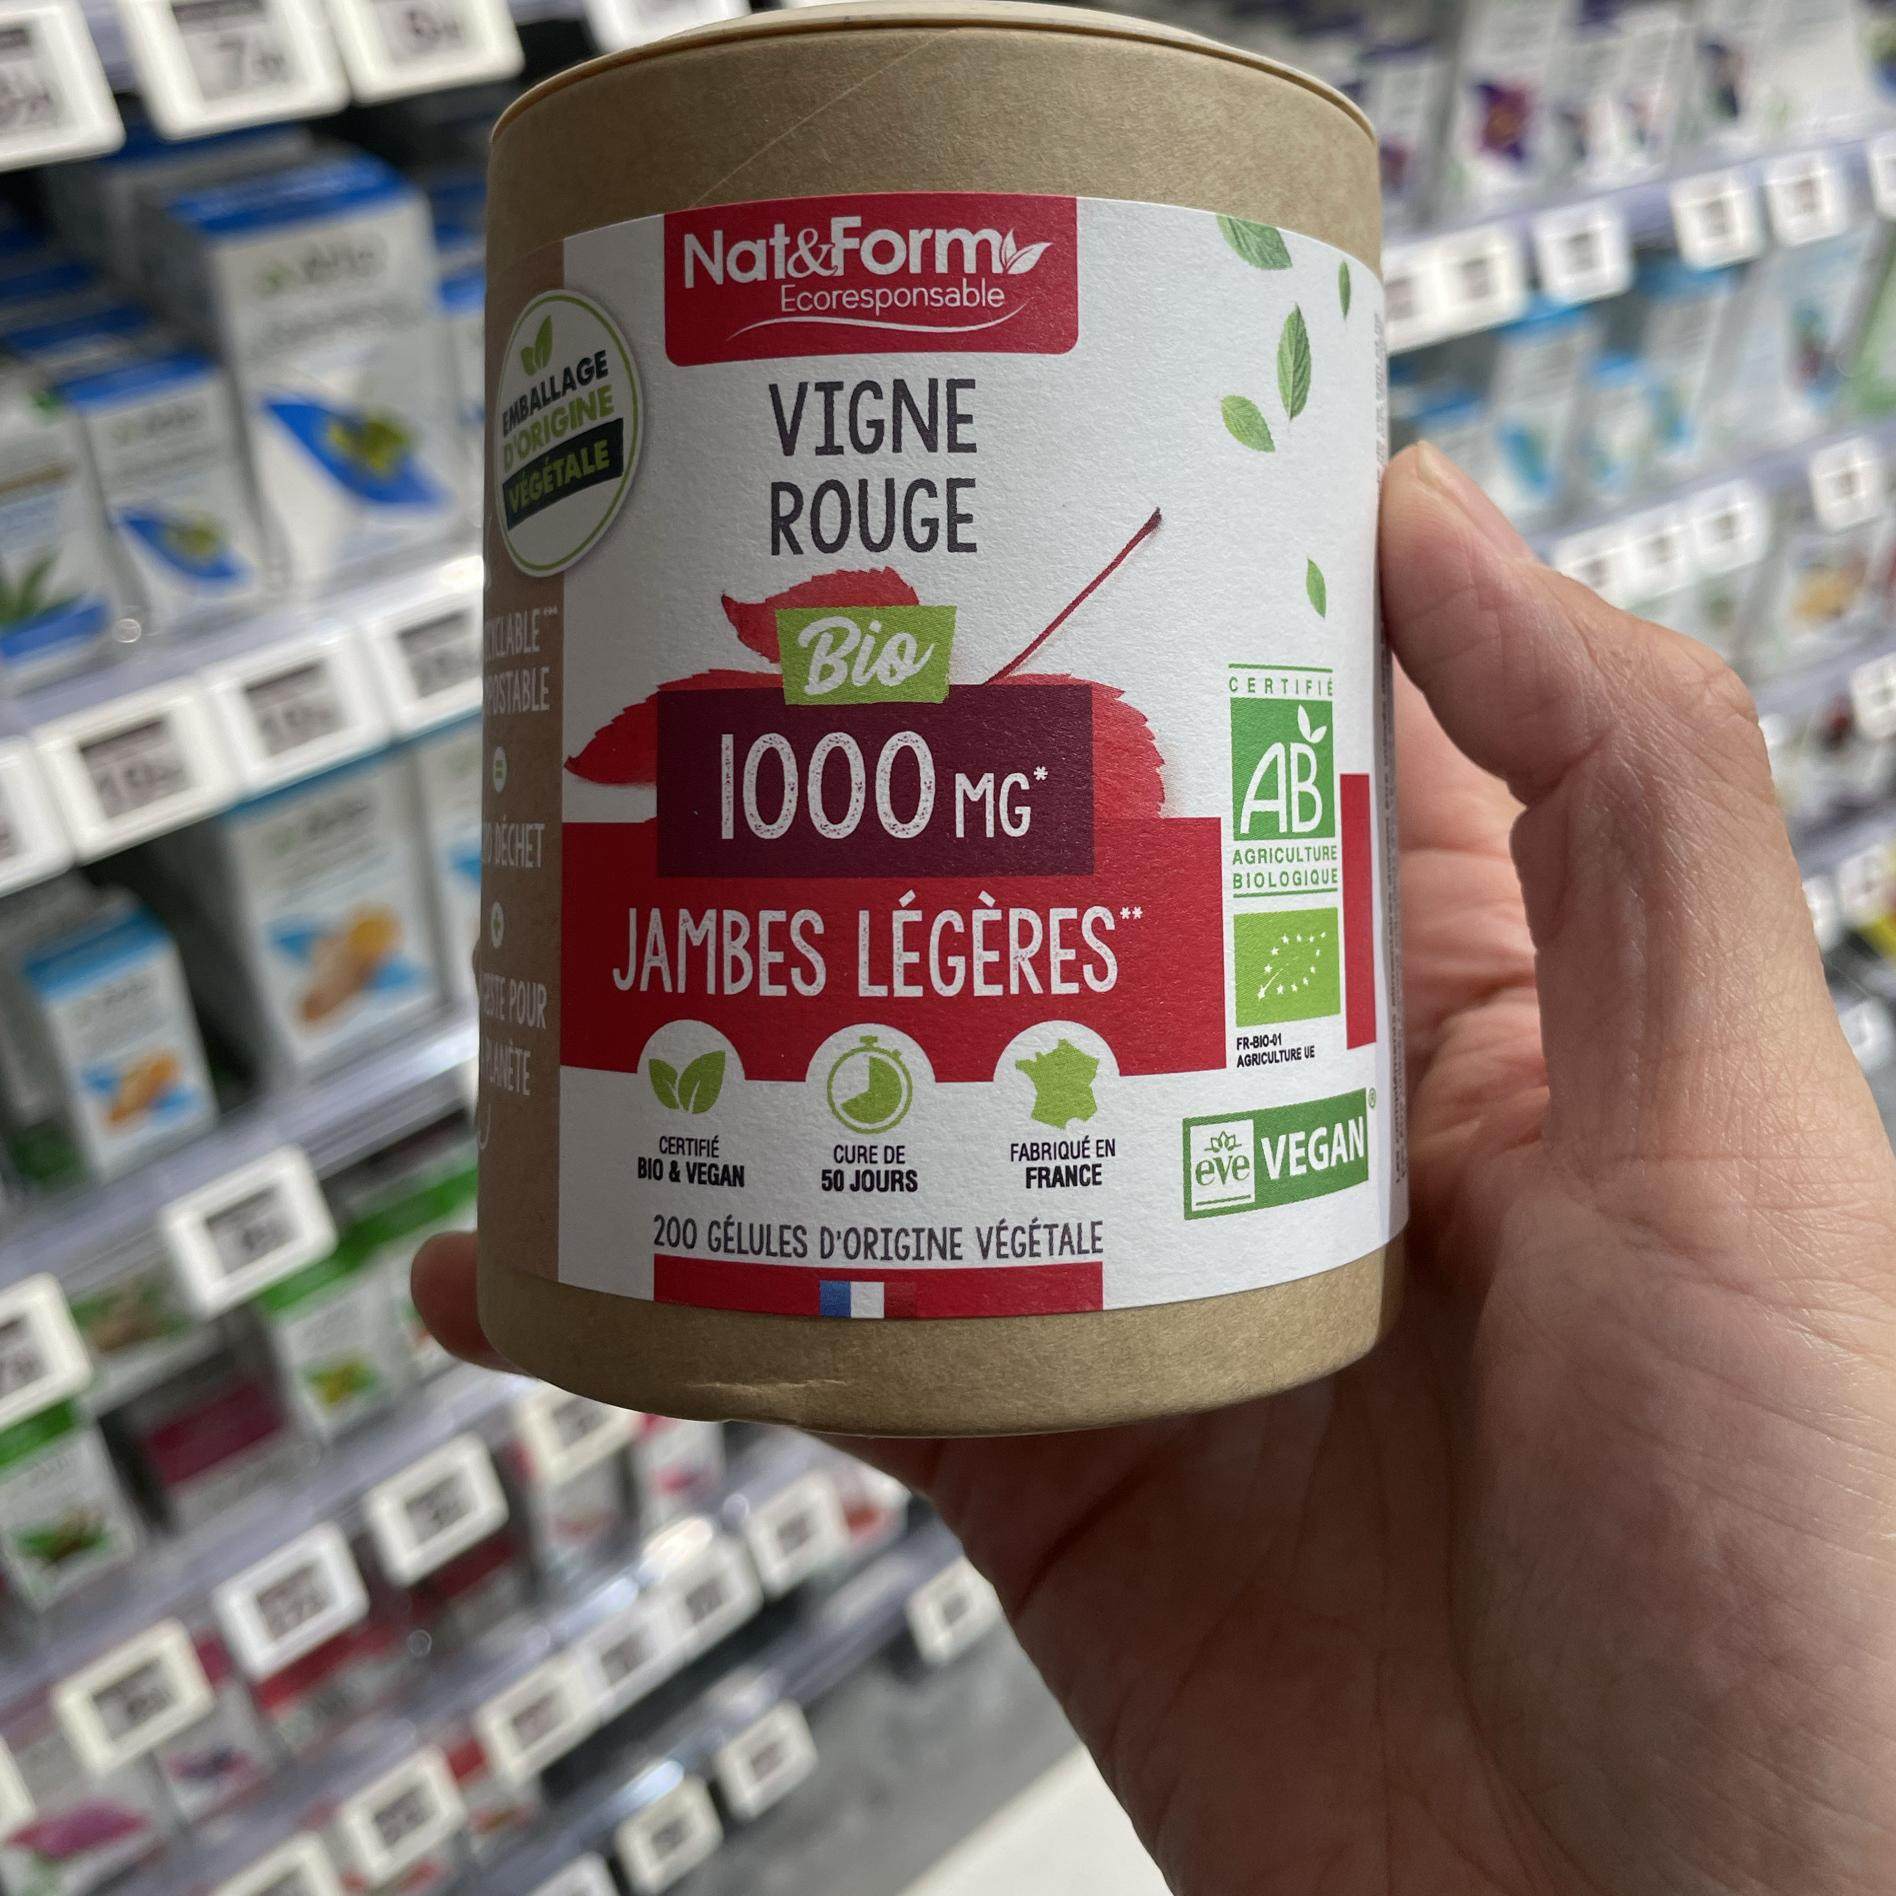 Nat&Form
Ecoresponsable
EMBALLAGE
D'ORIGINE
VÉGÉTALE
VIGNE
ROUGE
Bio
1000 MG*
JAMBES LÉGÈRES**
DÉCHET
POUR
CERTIFIÉ
AB
AGRICULTURE
BIOLOGIQUE
FR-BIO-01
AGRICULTURE UE
CERTIFIÉ
BIO & VEGAN
CURE DE
50 JOURS
FABRIQUÉ EN
FRANCE
eve VEGAN®
200 GÉLULES D'ORIGINE VÉGÉTALE